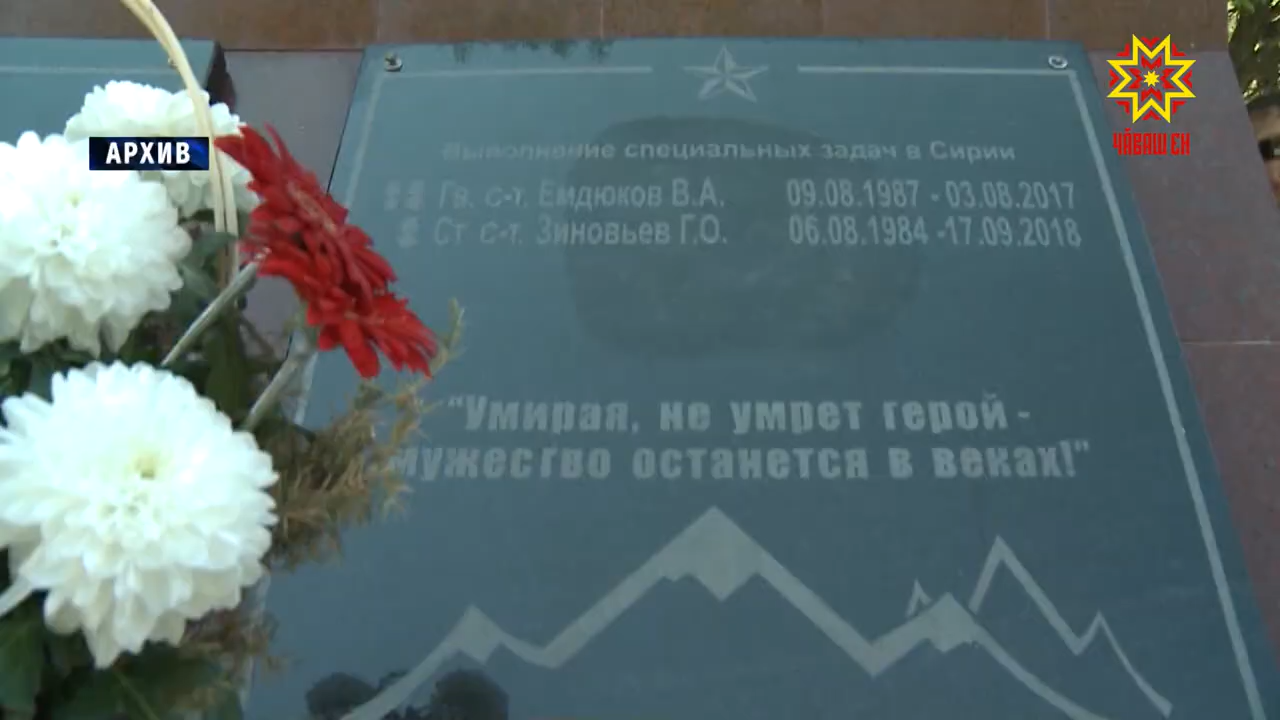 АРХИВ
ЧӐВАШ ЕН
Выполнение специальных задач в Сирии
Гв. с-т. Емдюков В.А. 09.08.1987 - 03.08.2017
Ст с-т. Зиновьев Г.О. 06.08.1984 -17.09.2018
“Умирая, не умрет герой -
мужество останется в веках!”